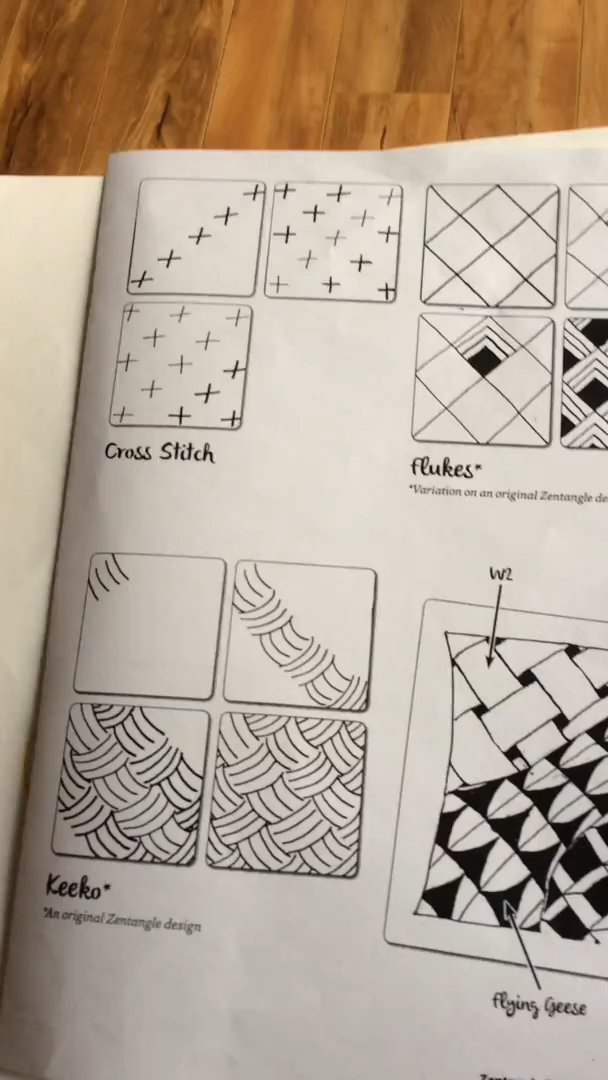 Cross Stitch
flukes*
*Variation on an original Zentangle
W2
Keeko*
*An original Zentangle design
flying Geese